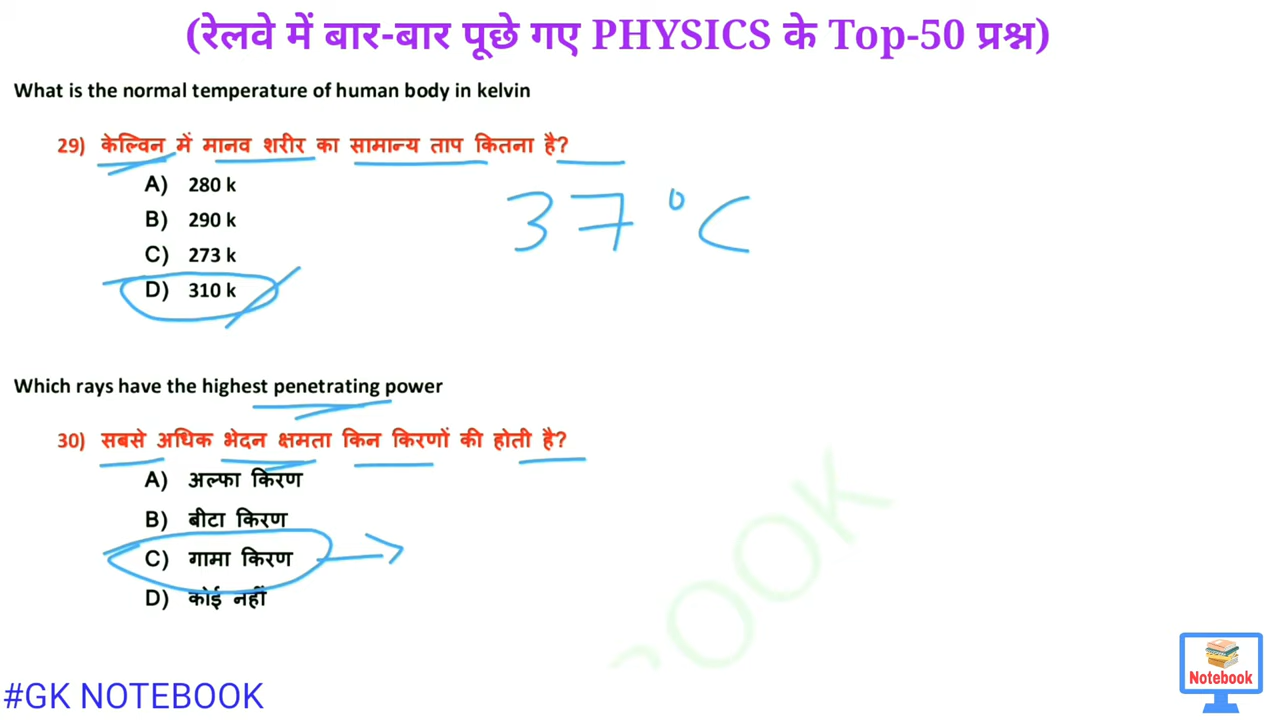 (रेलवे में बार-बार पूछे गए PHYSICS के Top-50 प्रश्न)
What is the normal temperature of human body in kelvin
29) केल्विन में मानव शरीर का सामान्य ताप कितना है?
A) 280 k
B) 290 k
C) 273 k
D) 310 k
37 °C
Which rays have the highest penetrating power
30) सबसे अधिक भेदन क्षमता किन किरणों की होती है?
A) अल्फा किरण
B) बीटा किरण
C) गामा किरण
D) कोई नहीं
#GK NOTEBOOK
Notebook